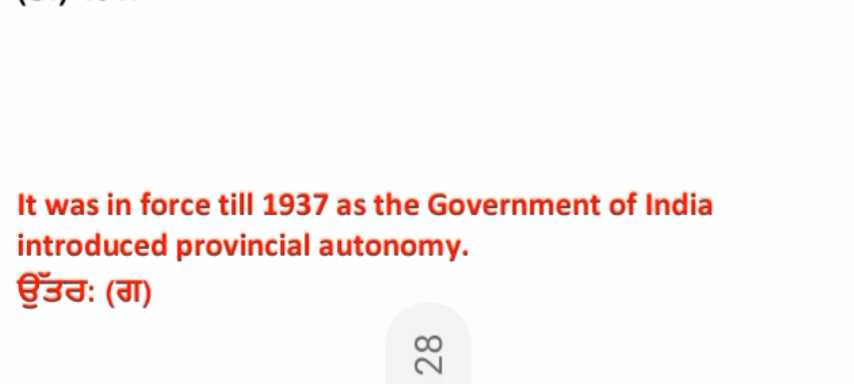 It was in force till 1937 as the Government of India
introduced provincial autonomy.
ਉੱਤਰ: (ਗ)
28